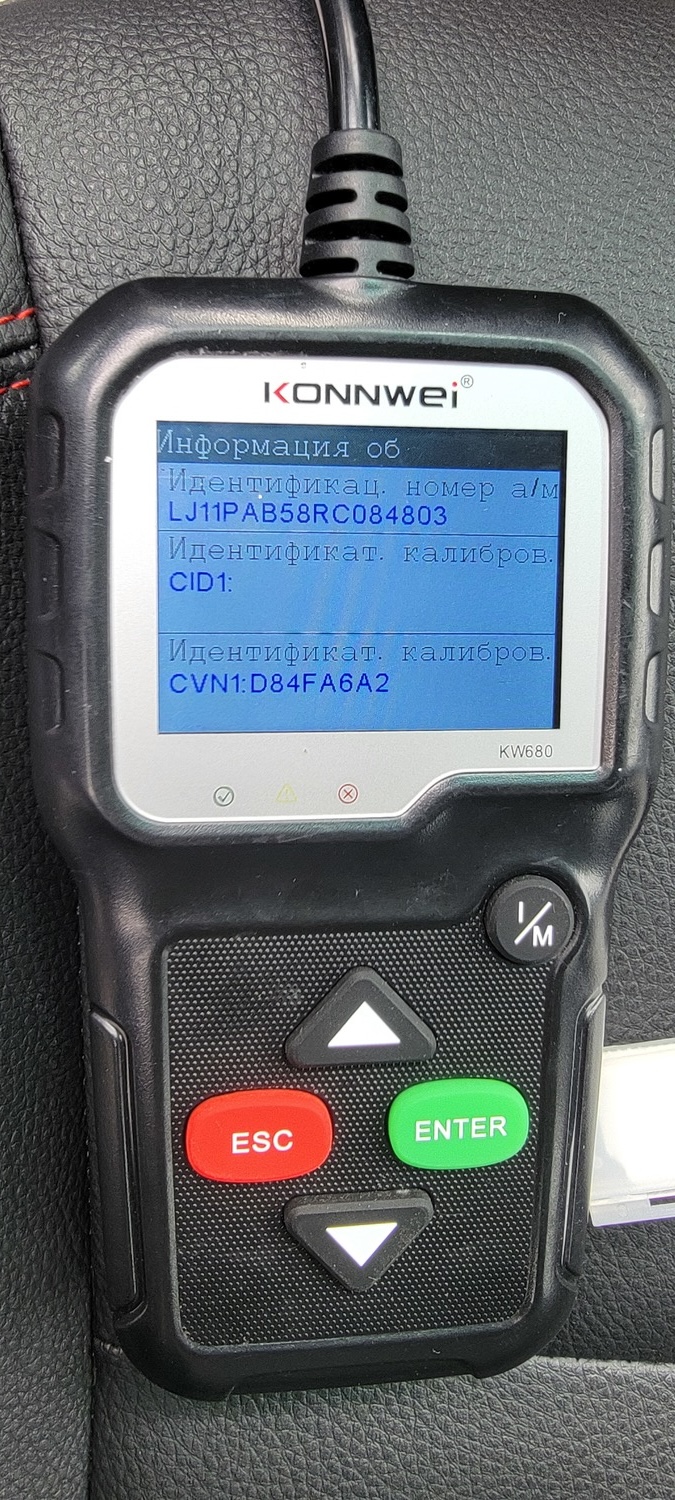 KONNWEI®
Информация об
Идентификац. номер а/м
LJ11PAB58RC084803
Идентификат. калибров.
CID1:
Идентификат. калибров.
CVN1:D84FA6A2
KW680
I/M
ESC
ENTER